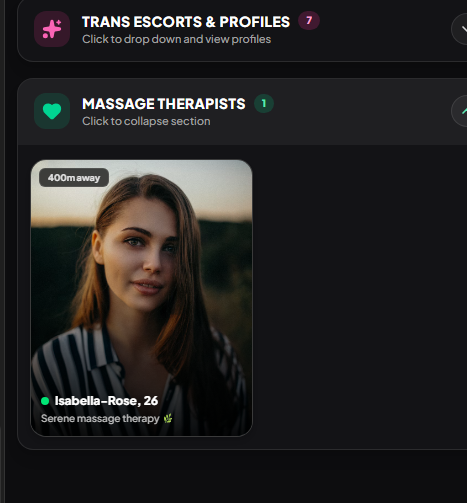 TRANS ESCORTS & PROFILES 7
Click to drop down and view profiles
MASSAGE THERAPISTS 1
Click to collapse section
400m away
Isabella-Rose, 26
Serene massage therapy 🌿